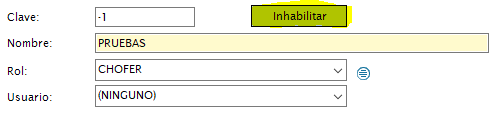 Clave: -1 Inhabilitar
Nombre: PRUEBAS
Rol: CHOFER
Usuario: (NINGUNO)